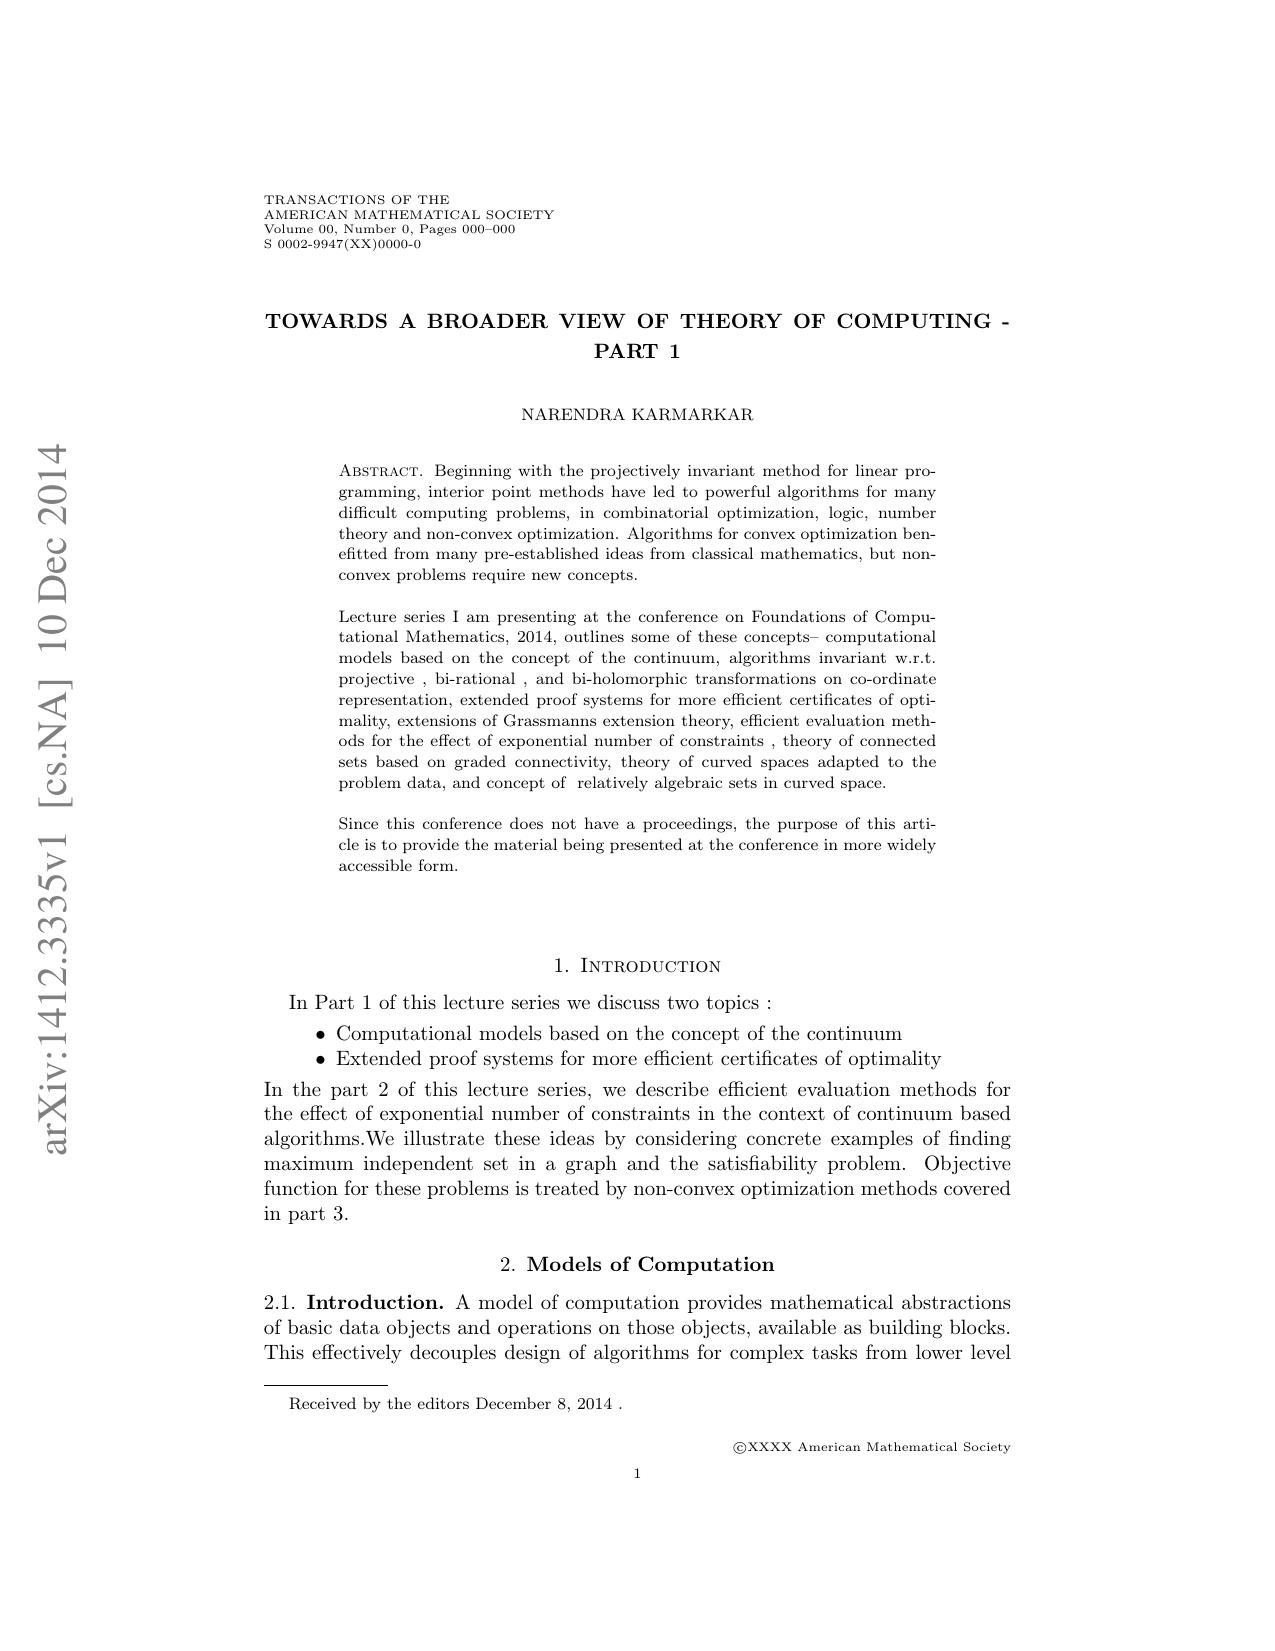 TRANSACTIONS OF THE
AMERICAN MATHEMATICAL SOCIETY
Volume 00, Number 0, Pages 000–000
S 0002-9947(XX)0000-0
TOWARDS A BROADER VIEW OF THEORY OF COMPUTING -
PART 1
NARENDRA KARMARKAR
Abstract. Beginning with the projectively invariant method for linear pro-
gramming, interior point methods have led to powerful algorithms for many
difficult computing problems, in combinatorial optimization, logic, number
theory and non-convex optimization. Algorithms for convex optimization ben-
efitted from many pre-established ideas from classical mathematics, but non-
convex problems require new concepts.
Lecture series I am presenting at the conference on Foundations of Compu-
tational Mathematics, 2014, outlines some of these concepts– computational
models based on the concept of the continuum, algorithms invariant w.r.t.
projective , bi-rational , and bi-holomorphic transformations on co-ordinate
representation, extended proof systems for more efficient certificates of opti-
mality, extensions of Grassmanns extension theory, efficient evaluation meth-
ods for the effect of exponential number of constraints , theory of connected
sets based on graded connectivity, theory of curved spaces adapted to the
problem data, and concept of relatively algebraic sets in curved space.
Since this conference does not have a proceedings, the purpose of this arti-
cle is to provide the material being presented at the conference in more widely
accessible form.
1. Introduction
In Part 1 of this lecture series we discuss two topics :
• Computational models based on the concept of the continuum
• Extended proof systems for more efficient certificates of optimality
In the part 2 of this lecture series, we describe efficient evaluation methods for
the effect of exponential number of constraints in the context of continuum based
algorithms.We illustrate these ideas by considering concrete examples of finding
maximum independent set in a graph and the satisfiability problem. Objective
function for these problems is treated by non-convex optimization methods covered
in part 3.
2. Models of Computation
2.1. Introduction. A model of computation provides mathematical abstractions
of basic data objects and operations on those objects, available as building blocks.
This effectively decouples design of algorithms for complex tasks from lower level
Received by the editors December 8, 2014 .
©XXXX American Mathematical Society
1
arXiv:1412.3335v1 [cs.NA] 10 Dec 2014